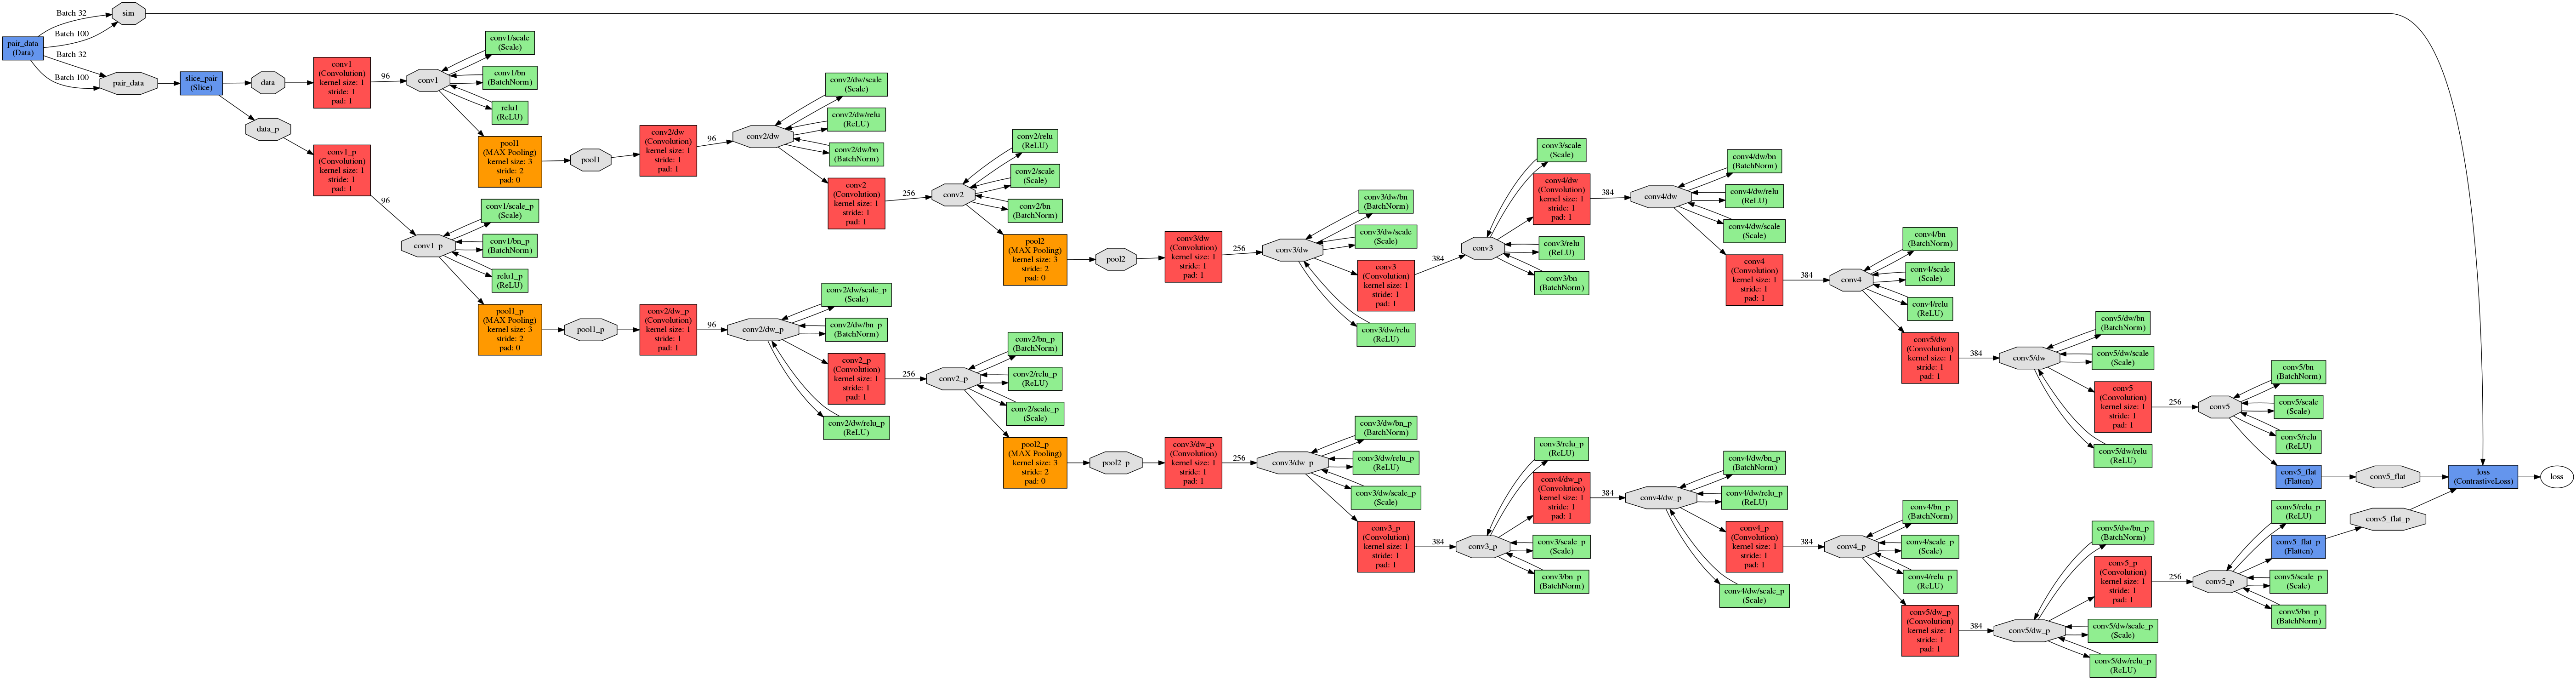 Batch 32
sim
Batch 100
pair_data
(Data)
Batch 32
Batch 100
pair_data
slice_pair
(Slice)
data
data_p
conv1
(Convolution)
kernel size: 1
stride: 1
pad: 1
96
conv1
conv1/scale
(Scale)
conv1/bn
(BatchNorm)
relu1
(ReLU)
pool1
(MAX Pooling)
kernel size: 3
stride: 2
pad: 0
pool1
conv2/dw
(Convolution)
kernel size: 1
stride: 1
pad: 1
96
conv2/dw
conv2/dw/scale
(Scale)
conv2/dw/relu
(ReLU)
conv2/dw/bn
(BatchNorm)
conv2
(Convolution)
kernel size: 1
stride: 1
pad: 1
256
conv2
conv2/relu
(ReLU)
conv2/scale
(Scale)
conv2/bn
(BatchNorm)
pool2
(MAX Pooling)
kernel size: 3
stride: 2
pad: 0
pool2
conv3/dw
(Convolution)
kernel size: 1
stride: 1
pad: 1
256
conv3/dw
conv3/dw/bn
(BatchNorm)
conv3/dw/scale
(Scale)
conv3
(Convolution)
kernel size: 1
stride: 1
pad: 1
conv3/dw/relu
(ReLU)
384
conv3
conv3/scale
(Scale)
conv4/dw
(Convolution)
kernel size: 1
stride: 1
pad: 1
conv3/relu
(ReLU)
conv3/bn
(BatchNorm)
384
conv4/dw
conv4/dw/bn
(BatchNorm)
conv4/dw/relu
(ReLU)
conv4/dw/scale
(Scale)
conv4
(Convolution)
kernel size: 1
stride: 1
pad: 1
384
conv4
conv4/bn
(BatchNorm)
conv4/scale
(Scale)
conv4/relu
(ReLU)
conv5/dw
(Convolution)
kernel size: 1
stride: 1
pad: 1
384
conv5/dw
conv5/dw/bn
(BatchNorm)
conv5/dw/scale
(Scale)
conv5
(Convolution)
kernel size: 1
stride: 1
pad: 1
conv5/dw/relu
(ReLU)
256
conv5
conv5/bn
(BatchNorm)
conv5/scale
(Scale)
conv5/relu
(ReLU)
conv5_flat
(Flatten)
conv5_flat
loss
(ContrastiveLoss)
loss
conv1_p
(Convolution)
kernel size: 1
stride: 1
pad: 1
96
conv1_p
conv1/scale_p
(Scale)
conv1/bn_p
(BatchNorm)
relu1_p
(ReLU)
pool1_p
(MAX Pooling)
kernel size: 3
stride: 2
pad: 0
pool1_p
conv2/dw_p
(Convolution)
kernel size: 1
stride: 1
pad: 1
96
conv2/dw_p
conv2/dw/scale_p
(Scale)
conv2/dw/bn_p
(BatchNorm)
conv2_p
(Convolution)
kernel size: 1
stride: 1
pad: 1
conv2/dw/relu_p
(ReLU)
256
conv2_p
conv2/bn_p
(BatchNorm)
conv2/relu_p
(ReLU)
conv2/scale_p
(Scale)
pool2_p
(MAX Pooling)
kernel size: 3
stride: 2
pad: 0
pool2_p
conv3/dw_p
(Convolution)
kernel size: 1
stride: 1
pad: 1
256
conv3/dw_p
conv3/dw/bn_p
(BatchNorm)
conv3/dw/relu_p
(ReLU)
conv3/dw/scale_p
(Scale)
conv3_p
(Convolution)
kernel size: 1
stride: 1
pad: 1
384
conv3_p
conv3/relu_p
(ReLU)
conv4/dw_p
(Convolution)
kernel size: 1
stride: 1
pad: 1
conv3/scale_p
(Scale)
conv3/bn_p
(BatchNorm)
384
conv4/dw_p
conv4/dw/bn_p
(BatchNorm)
conv4/dw/relu_p
(ReLU)
conv4_p
(Convolution)
kernel size: 1
stride: 1
pad: 1
conv4/dw/scale_p
(Scale)
384
conv4_p
conv4/bn_p
(BatchNorm)
conv4/scale_p
(Scale)
conv4/relu_p
(ReLU)
conv5/dw_p
(Convolution)
kernel size: 1
stride: 1
pad: 1
384
conv5/dw_p
conv5/dw/bn_p
(BatchNorm)
conv5_p
(Convolution)
kernel size: 1
stride: 1
pad: 1
conv5/dw/scale_p
(Scale)
conv5/dw/relu_p
(ReLU)
256
conv5_p
conv5/relu_p
(ReLU)
conv5_flat_p
(Flatten)
conv5/scale_p
(Scale)
conv5/bn_p
(BatchNorm)
conv5_flat_p